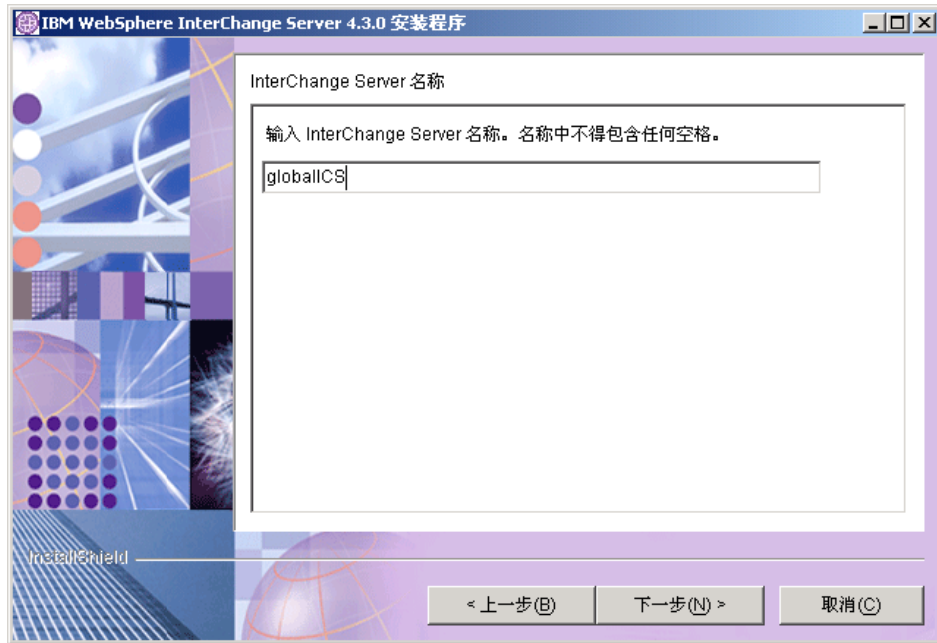 IBM WebSphere InterChange Server 4.3.0 安装程序
InterChange Server 名称
输入 InterChange Server 名称。名称中不得包含任何空格。
globalICS
InstallShield
< 上一步(B)
下一步(N) >
取消(C)